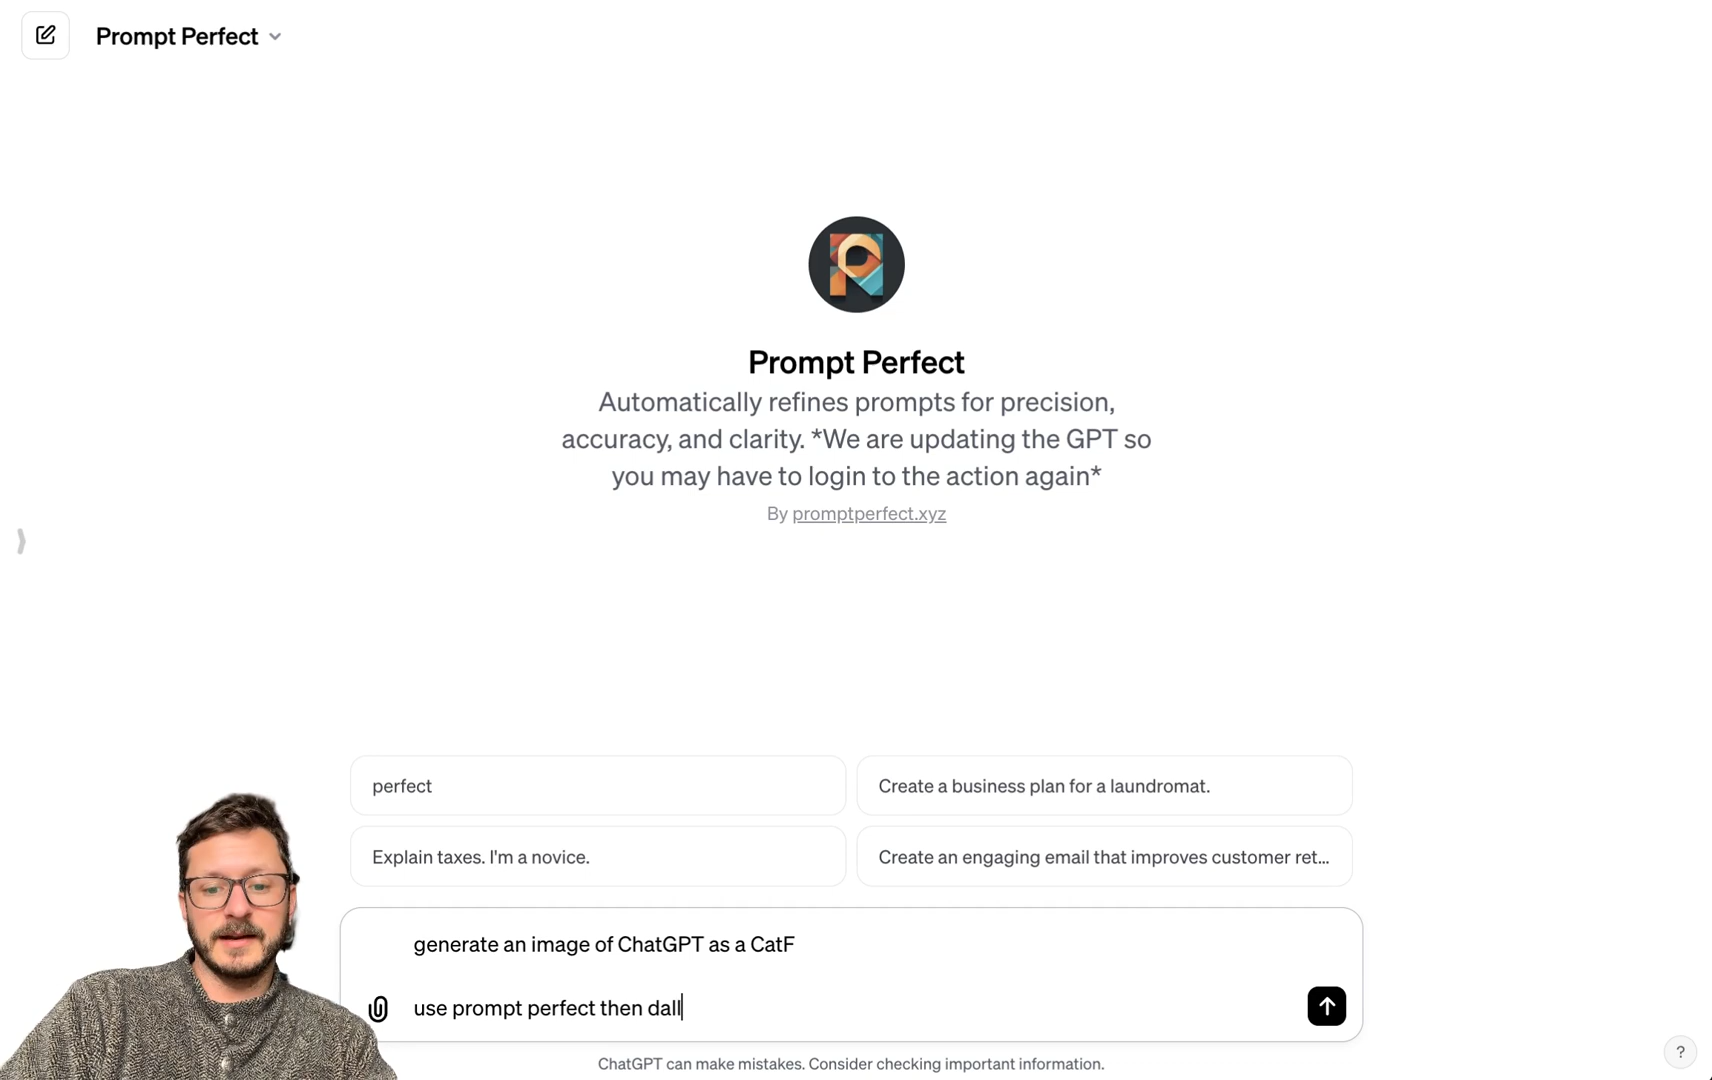 Prompt Perfect
Prompt Perfect
Automatically refines prompts for precision,
accuracy, and clarity. *We are updating the GPT so
you may have to login to the action again*
By promptperfect.xyz
perfect
Create a business plan for a laundromat.
Explain taxes. I'm a novice.
Create an engaging email that improves customer ret...
generate an image of ChatGPT as a CatF
use prompt perfect then dall
ChatGPT can make mistakes. Consider checking important information.
?